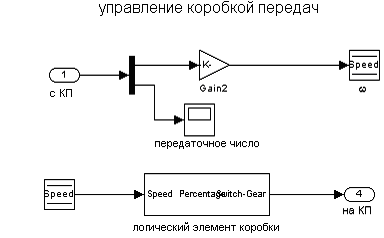 управление коробкой передач
1
с КП
K-
Gain2
Speed
ω
передаточное число
Speed
Speed Percentage Switch-Gear
логический элемент коробки
4
на КП